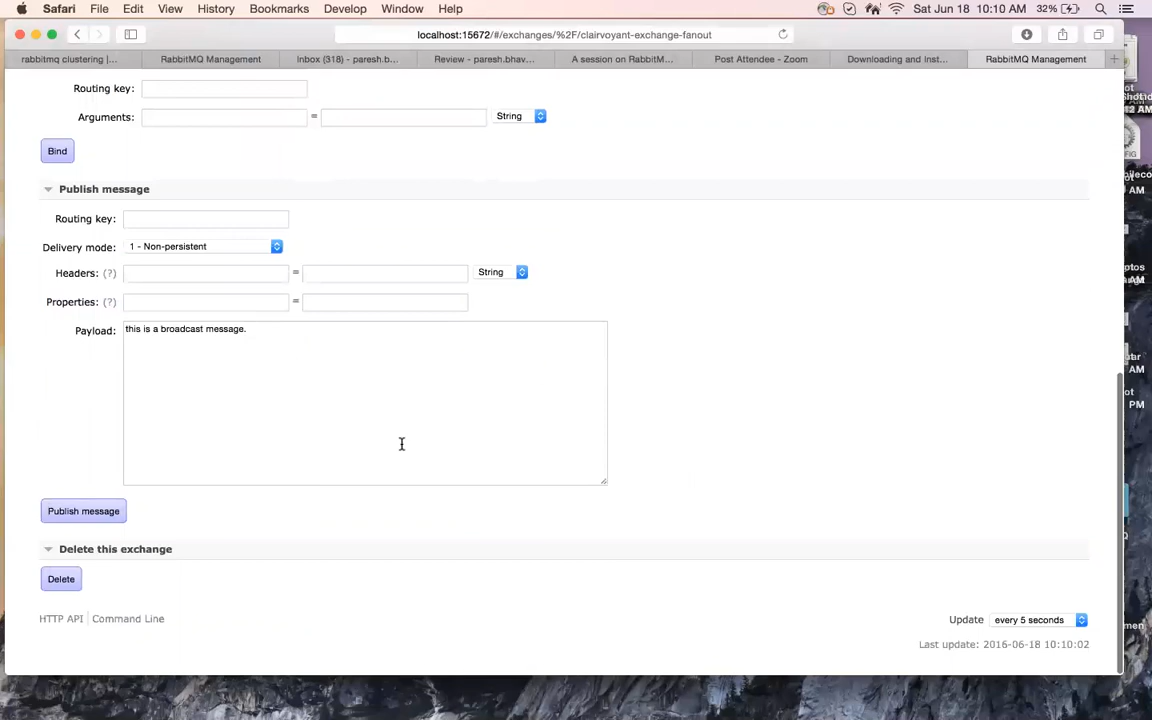 Safari File Edit View History Bookmarks Develop Window Help Sat Jun 18 10:10 AM 32%
localhost:15672/#/exchanges/%2F/clairvoyant-exchange-fanout
rabbitmq clustering |... RabbitMQ Management Inbox (318) - paresh.b... Review - paresh.bhav... A session on RabbitM... Post Attendee - Zoom Downloading and Inst... RabbitMQ Management +
Routing key:
Arguments: = String
Bind
Publish message
Routing key:
Delivery mode: 1 - Non-persistent
Headers: (?) = String
Properties: (?) =
Payload: this is a broadcast message.
Publish message
Delete this exchange
Delete
HTTP API Command Line Update every 5 seconds
Last update: 2016-06-18 10:10:02